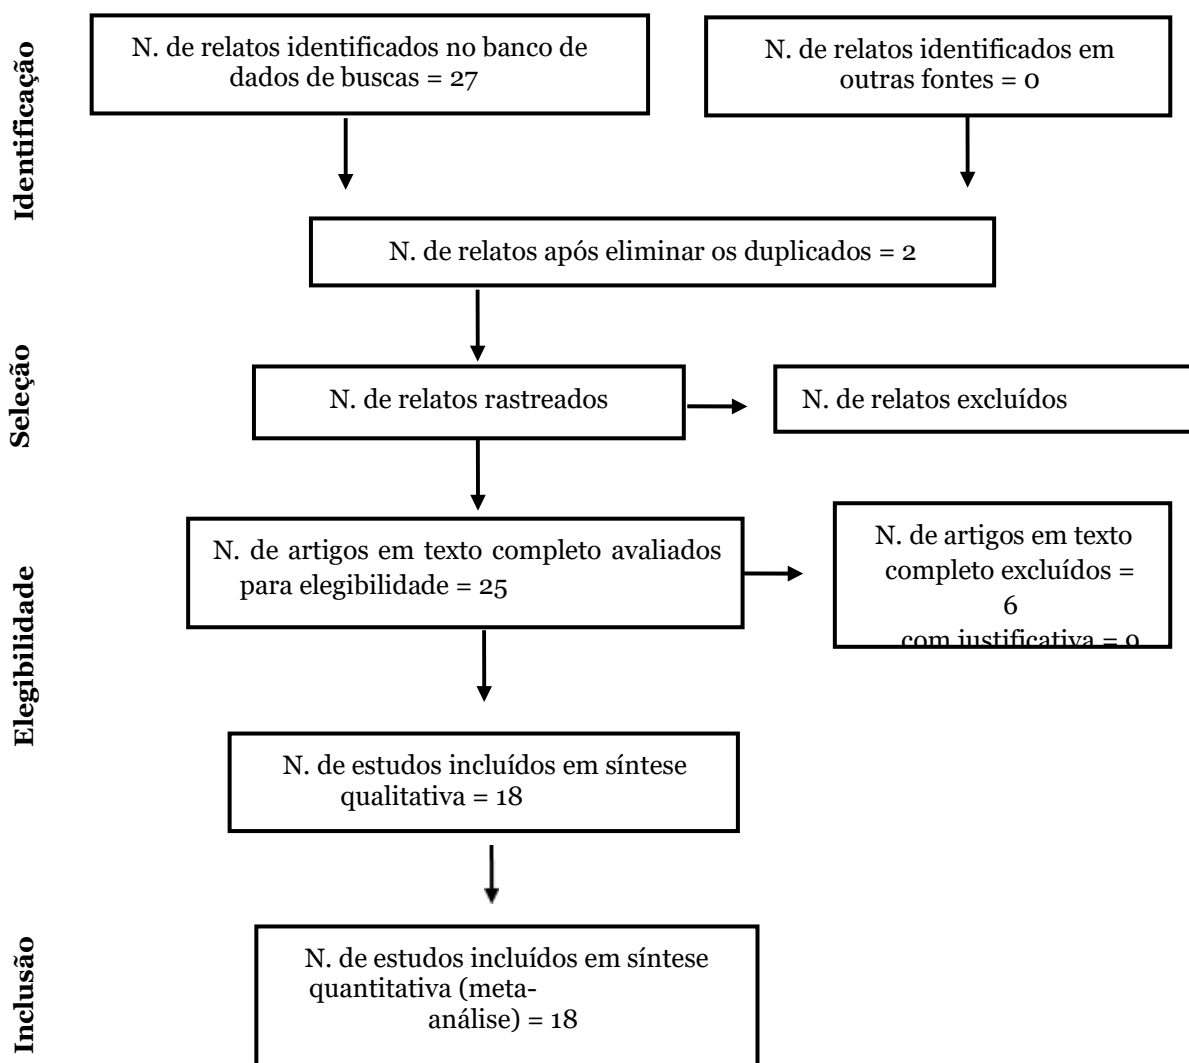 Identificação
N. de relatos identificados no banco de
dados de buscas = 27
N. de relatos identificados em
outras fontes = 0
N. de relatos após eliminar os duplicados = 2
Seleção
N. de relatos rastreados
N. de relatos excluídos
Elegibilidade
N. de artigos em texto completo avaliados
para elegibilidade = 25
N. de artigos em texto
completo excluídos =
6
com justificativa =
N. de estudos incluídos em síntese
qualitativa = 18
Inclusão
N. de estudos incluídos em síntese
quantitativa (meta-
análise) = 18